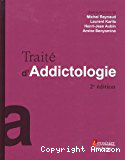 Michel Reynaud
Laurent Karila
Henri-Jean Aubin
Amine Benyamina
Traité
d'Addictologie
2e édition
a